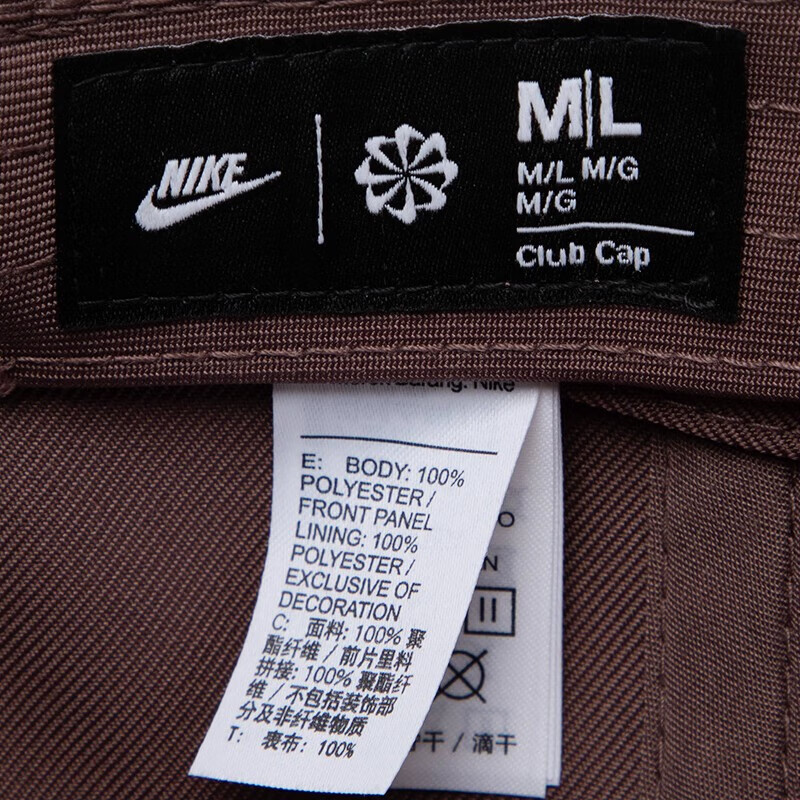 NIKE
M|L
M/L M/G
M/G
Club Cap
Barang: Nike
E: BODY: 100%
POLYESTER /
FRONT PANEL
LINING: 100%
POLYESTER /
EXCLUSIVE OF
DECORATION
C: 面料: 100% 聚
酯纤维 / 前片里料
拼接: 100% 聚酯纤
维 / 不包括装饰部
分及非纤维物质
T: 表布: 100%
O
N
干 / 滴干